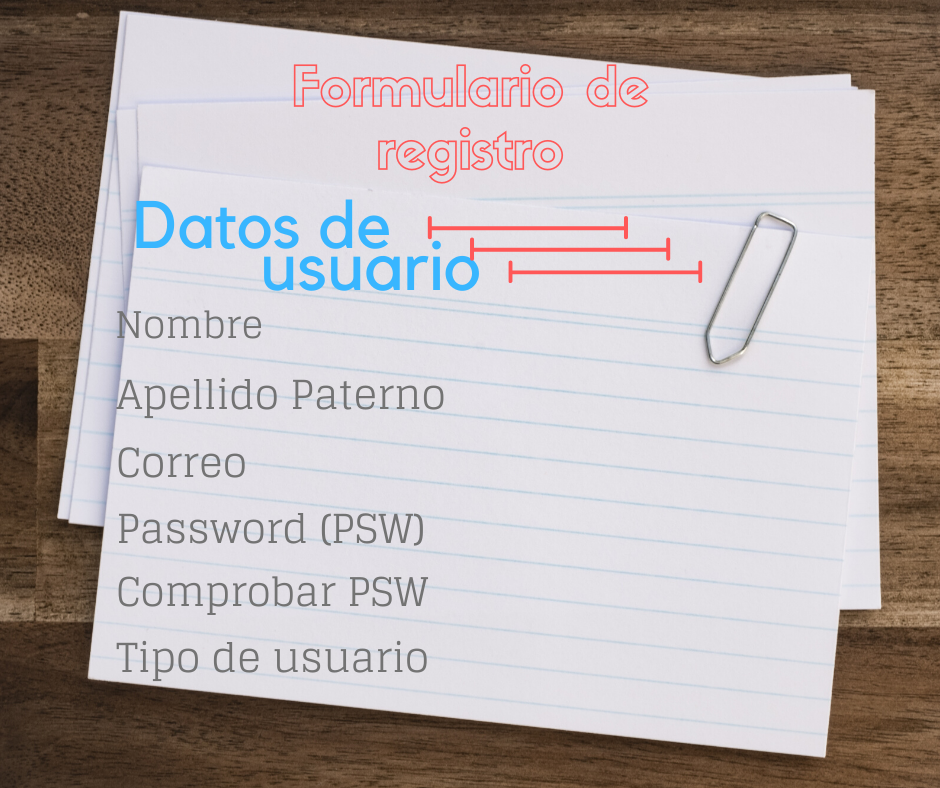 Formulario de
registro
Datos de
usuario
Nombre
Apellido Paterno
Correo
Password (PSW)
Comprobar PSW
Tipo de usuario